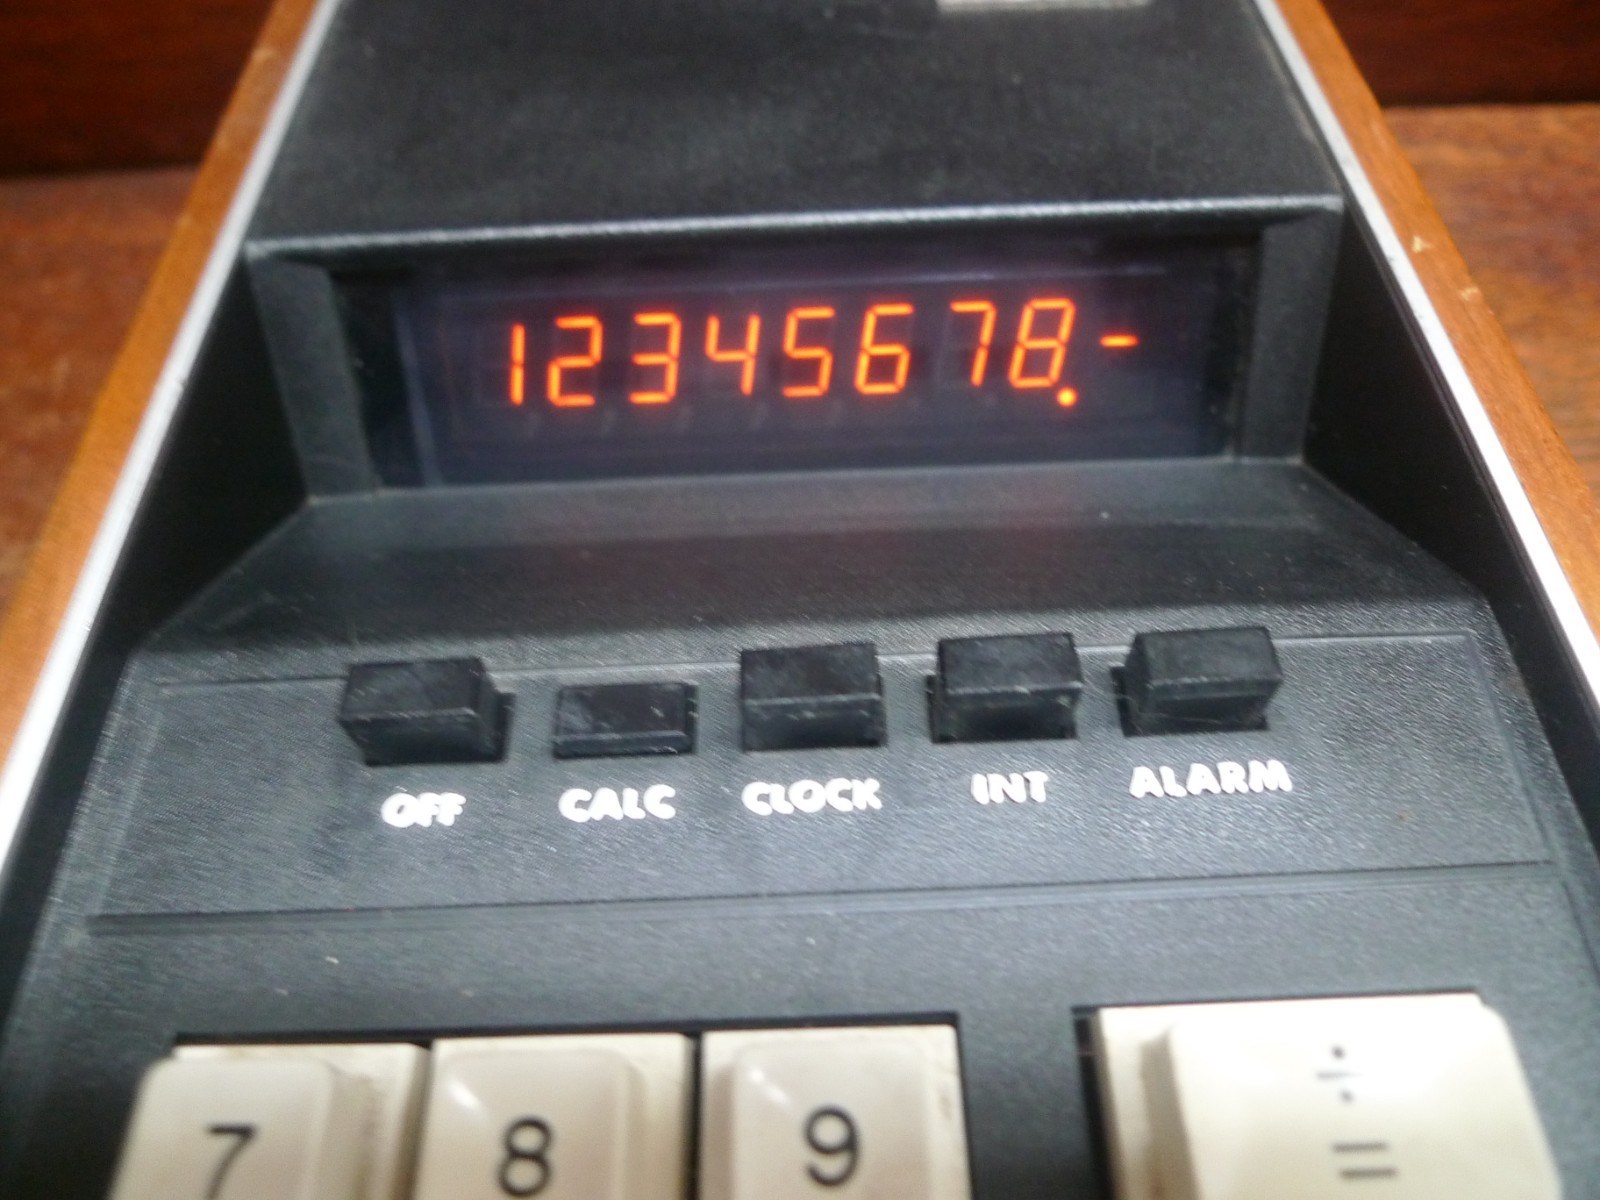 12345678.-
OFF CALC CLOCK INT ALARM
7 8 9 ÷
=